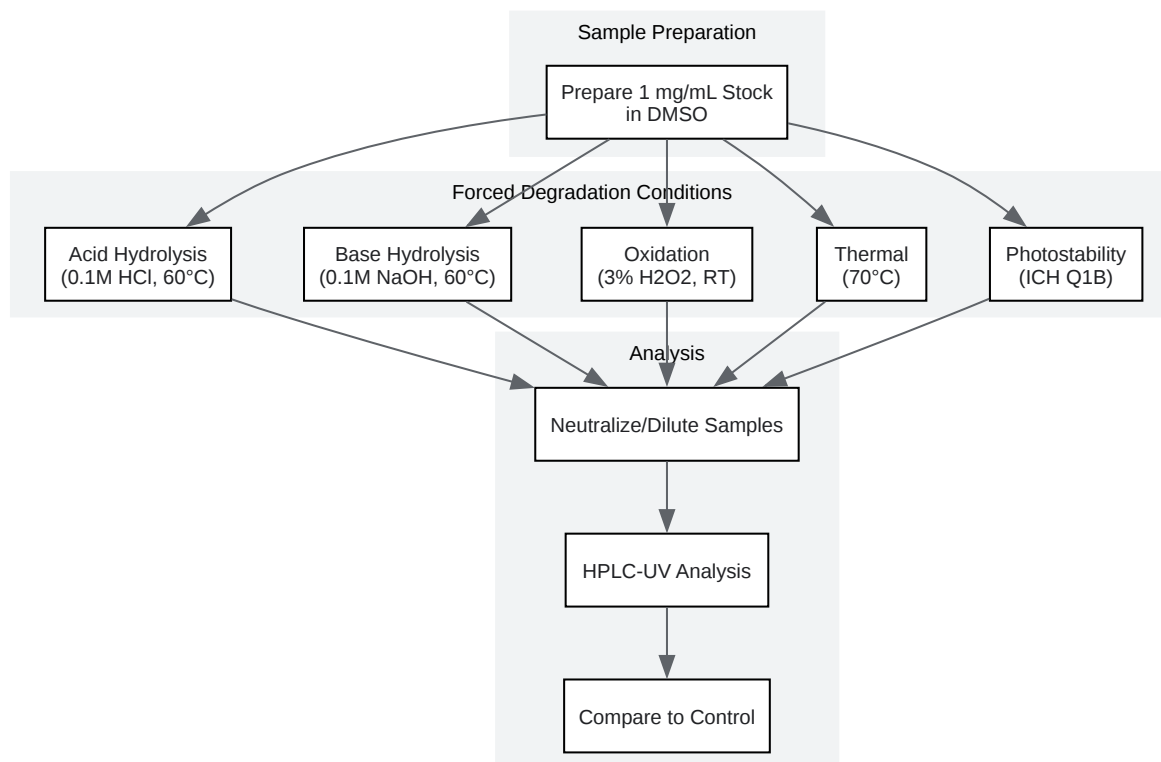 Sample Preparation
Prepare 1 mg/mL Stock
in DMSO
Forced Degradation Conditions
Acid Hydrolysis
(0.1M HCl, 60°C)
Base Hydrolysis
(0.1M NaOH, 60°C)
Oxidation
(3% H2O2, RT)
Thermal
(70°C)
Photostability
(ICH Q1B)
Analysis
Neutralize/Dilute Samples
HPLC-UV Analysis
Compare to Control